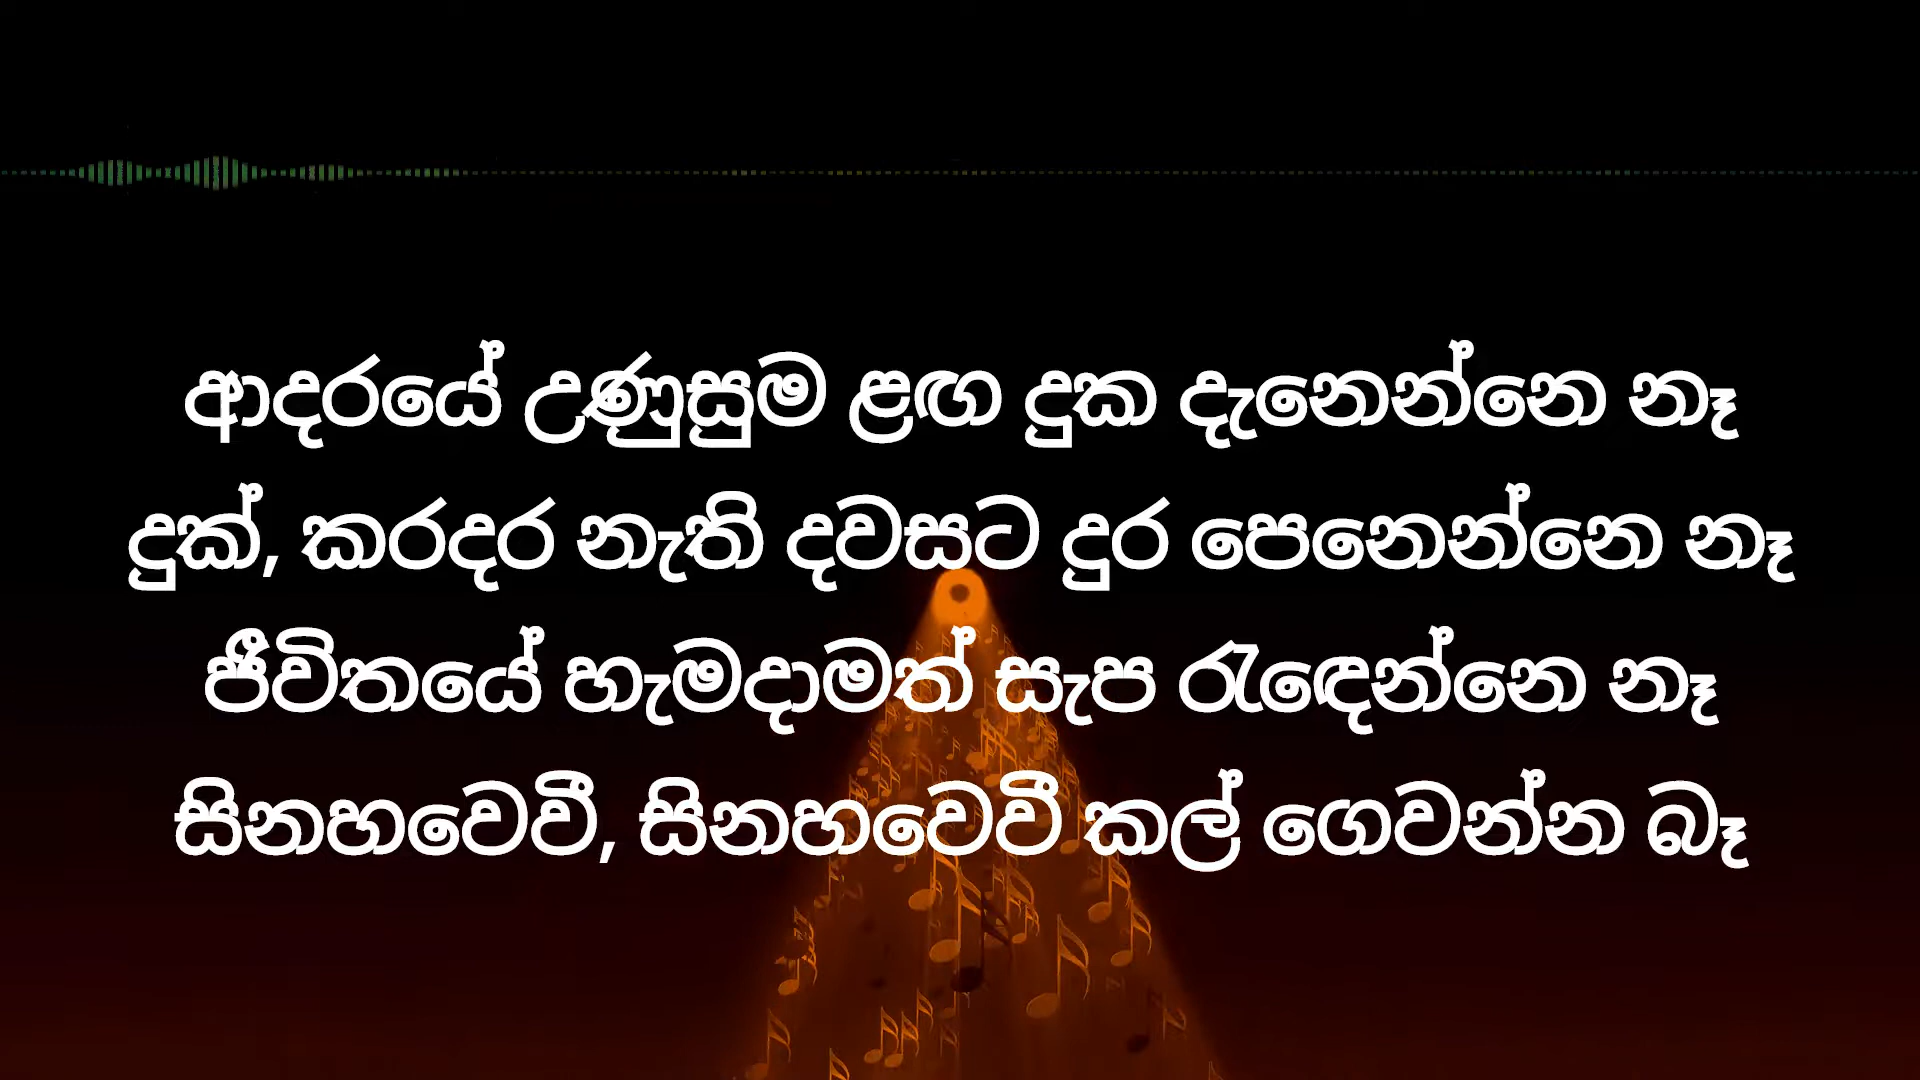 ආදරයේ උණුසුම ළඟ දුක දැනෙන්නෙ නෑ
දුක්, කරදර නැති දවසට දුර පෙනෙන්නෙ නෑ
ජීවිතයේ හැමදාමත් සැප රැඳෙන්නෙ නෑ
සිනහවෙවී, සිනහවෙවී කල් ගෙවන්න බෑ